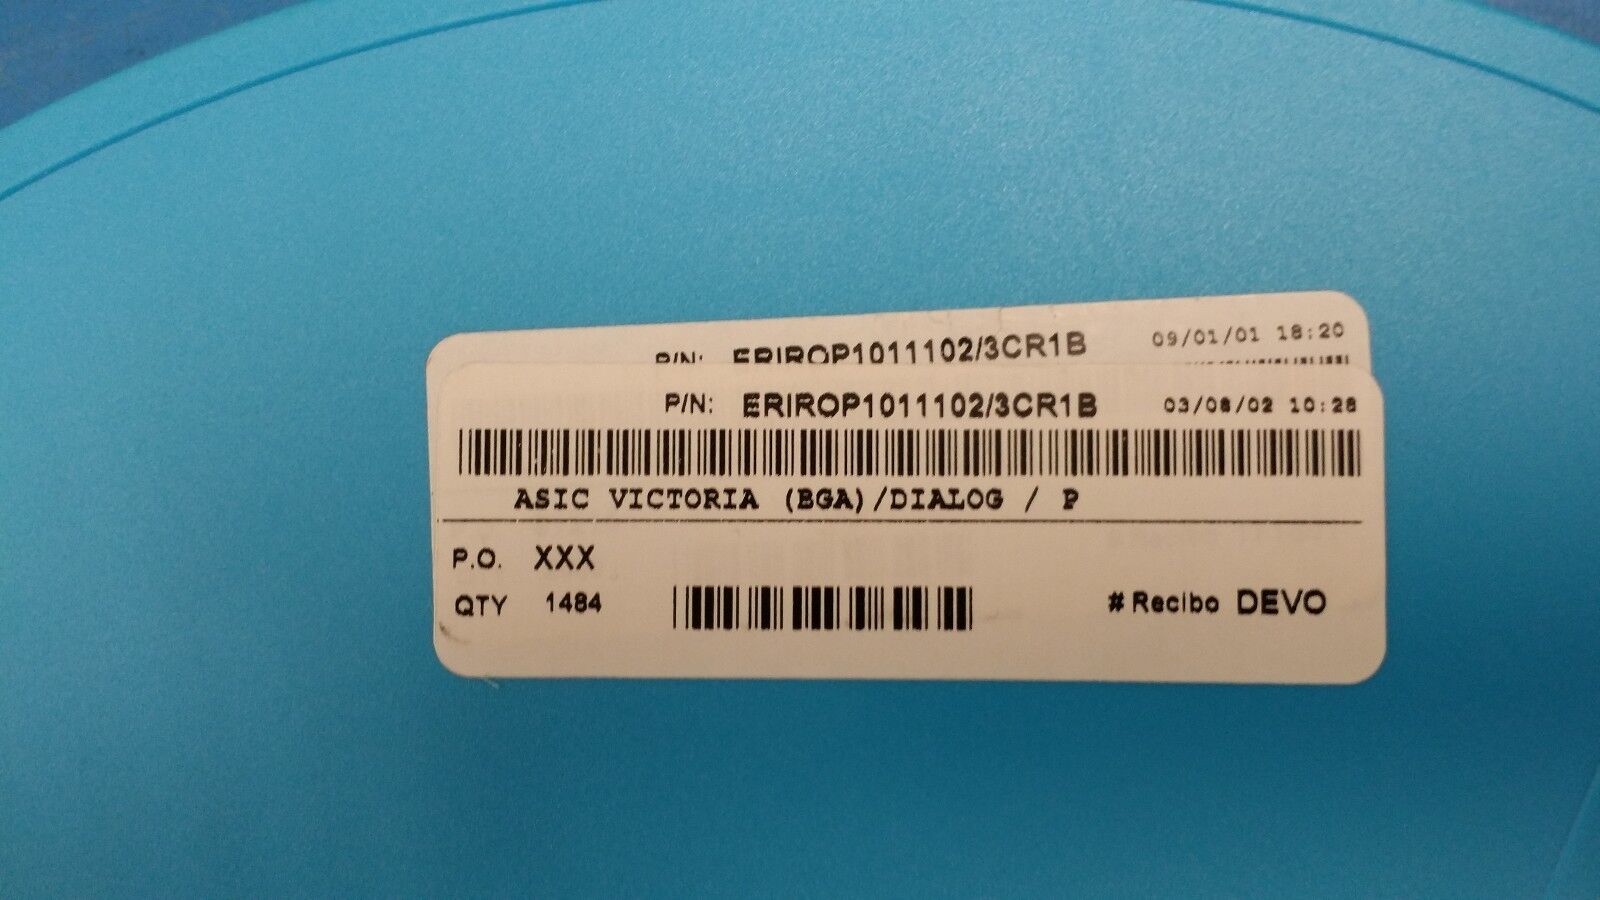 P/N: ERIROP1011102/3CR1B 09/01/01 18:20
P/N: ERIROP1011102/3CR1B 03/08/02 10:28
ASIC VICTORIA (BGA)/DIALOG / P
P.O. XXX
QTY 1484 # Recibo DEVO